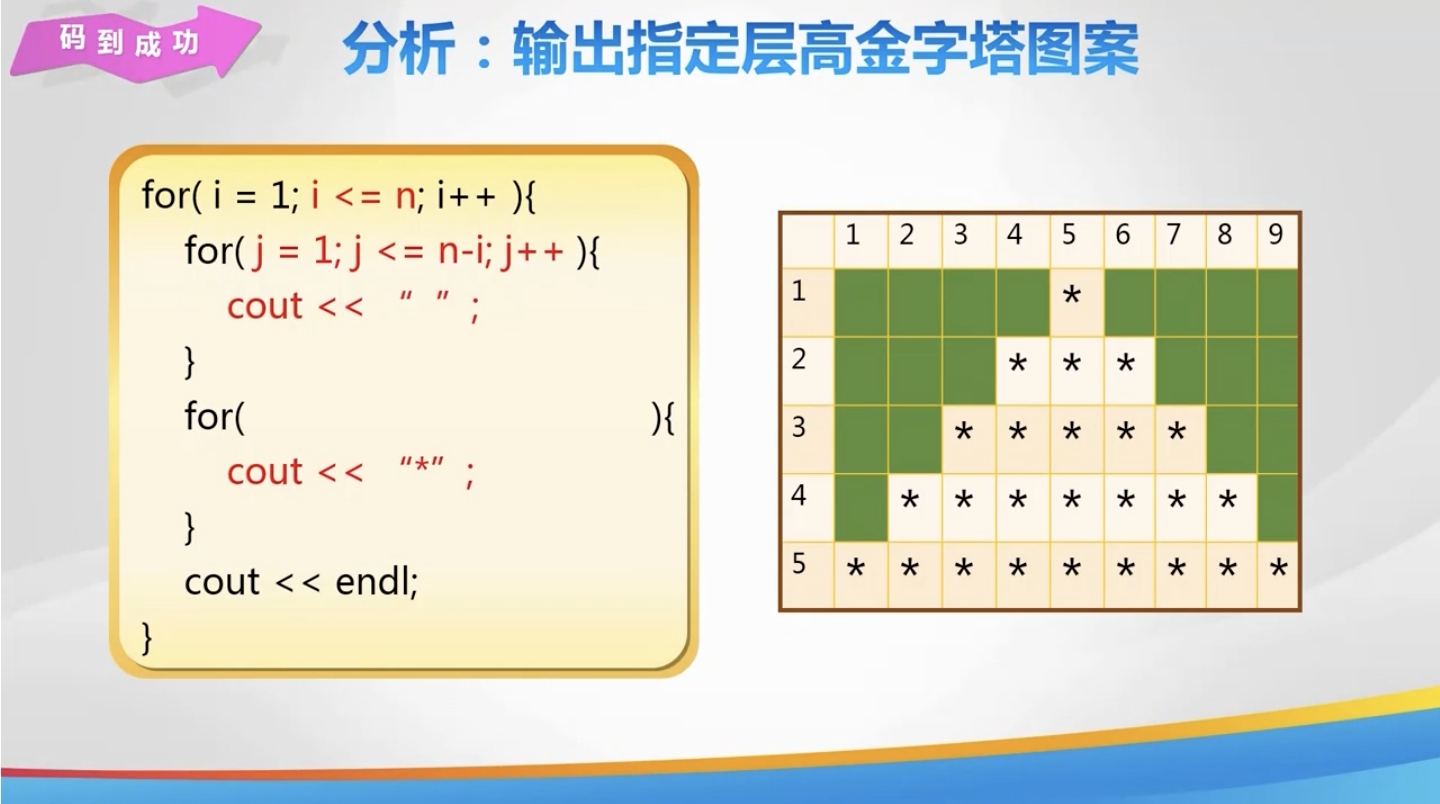 码到成功
分析：输出指定层高金字塔图案
for( i = 1; i <= n; i++ ){
for( j = 1; j <= n-i; j++ ){
cout << “ ” ;
}
for( ){
cout << “*” ;
}
cout << endl;
}
1 2 3 4 5 6 7 8 9
1 *
2 * * *
3 * * * * *
4 * * * * * * *
5 * * * * * * * * *